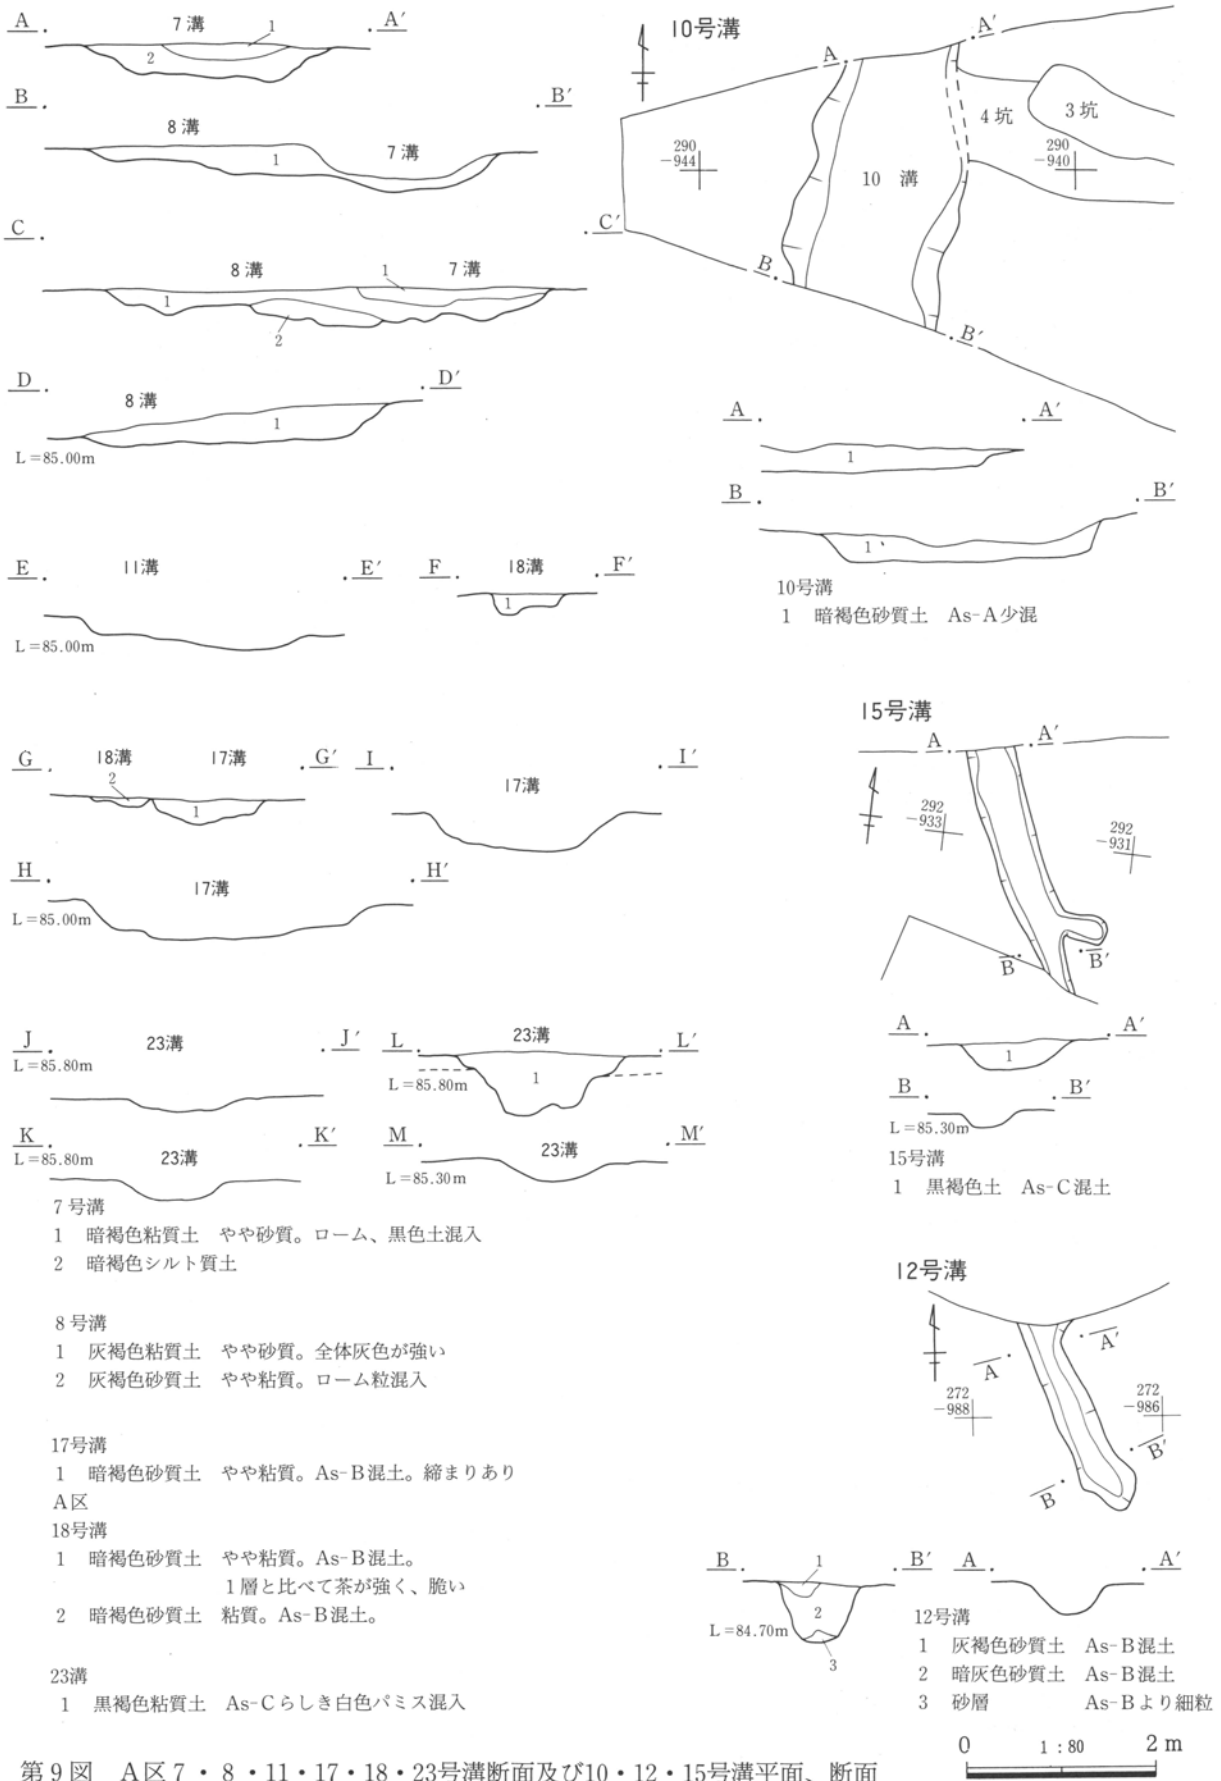 A A′
7溝 1
2
B B′
8溝
1 7溝
C C′
8溝 1 7溝
1
2
D D′
8溝
1
L=85.00m
E 11溝 E′ F 18溝 F′
1
L=85.00m
G 18溝 17溝 G′ I I′
2
1
17溝
H H′
17溝
L=85.00m
J 23溝 J′ L 23溝 L′
L=85.80m
L=85.80m 1
K K′ M M′
L=85.80m 23溝 23溝
L=85.30m
7号溝
1 暗褐色粘質土 やや砂質。ローム、黒色土混入
2 暗褐色シルト質土
8号溝
1 灰褐色粘質土 やや砂質。全体灰色が強い
2 灰褐色砂質土 やや粘質。ローム粒混入
17号溝
1 暗褐色砂質土 やや粘質。As-B混土。締まりあり
A区
18号溝
1 暗褐色砂質土 やや粘質。As-B混土。
1層と比べて茶が強く、脆い
2 暗褐色砂質土 粘質。As-B混土。
23溝
1 黒褐色粘質土 As-Cらしき白色パミス混入
10号溝
A A′
4坑 3坑
290
-944
10 溝
290
-940
B B′
A A′
1
B B′
1
10号溝
1 暗褐色砂質土 As-A少混
15号溝
A A′
292
-933
292
-931
B B′
A A′
1
B B′
L=85.30m
15号溝
1 黒褐色土 As-C混土
12号溝
A A′
272
-988
272
-986
B B′
B 1 B′ A A′
2
L=84.70m
3
12号溝
1 灰褐色砂質土 As-B混土
2 暗灰色砂質土 As-B混土
3 砂層 As-Bより細粒
0 1:80 2m
第9図 A区7・8・11・17・18・23号溝断面及び10・12・15号溝平面、断面